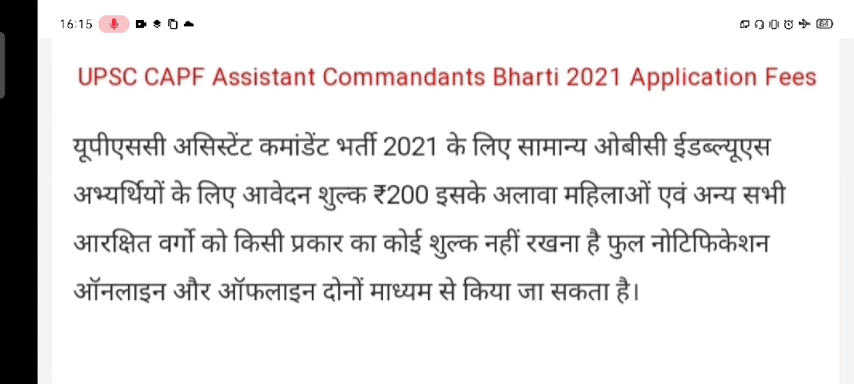 16:15
64
UPSC CAPF Assistant Commandants Bharti 2021 Application Fees
यूपीएससी असिस्टेंट कमांडेंट भर्ती 2021 के लिए सामान्य ओबीसी ईडब्ल्यूएस
अभ्यर्थियों के लिए आवेदन शुल्क ₹200 इसके अलावा महिलाओं एवं अन्य सभी
आरक्षित वर्गो को किसी प्रकार का कोई शुल्क नहीं रखना है फुल नोटिफिकेशन
ऑनलाइन और ऑफलाइन दोनों माध्यम से किया जा सकता है।